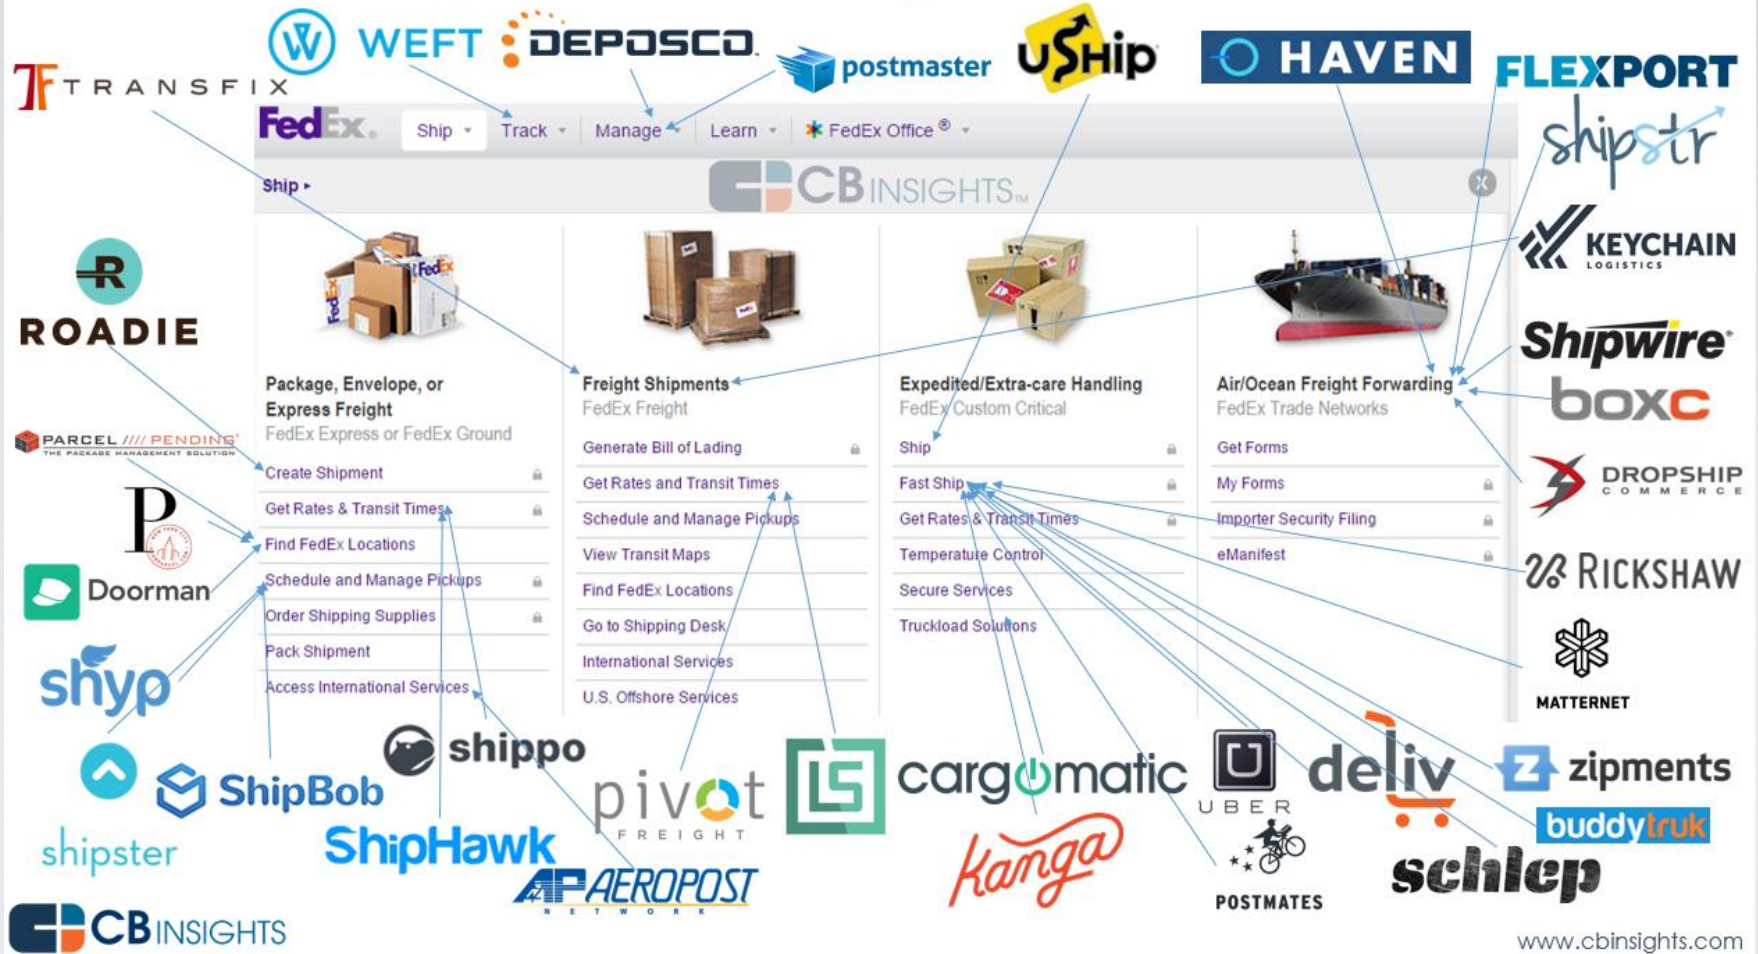 WEFT
DEPOSCO
postmaster
uShip
HAVEN
FLEXPORT
TRANSFIX
shipstr
FedEx®
Ship
Track
Manage
Learn
FedEx Office ®
Ship
CBINSIGHTS™
X
KEYCHAIN
LOGISTICS
R
ROADIE
FedEx
FedEx
Shipwire®
boxc
Package, Envelope, or
Express Freight
FedEx Express or FedEx Ground
Create Shipment
Get Rates & Transit Times
Find FedEx Locations
Schedule and Manage Pickups
Order Shipping Supplies
Pack Shipment
Access International Services
Freight Shipments
FedEx Freight
Generate Bill of Lading
Get Rates and Transit Times
Schedule and Manage Pickups
View Transit Maps
Find FedEx Locations
Go to Shipping Desk
International Services
U.S. Offshore Services
Expedited/Extra-care Handling
FedEx Custom Critical
Ship
Fast Ship
Get Rates & Transit Times
Temperature Control
Secure Services
Truckload Solutions
Air/Ocean Freight Forwarding
FedEx Trade Networks
Get Forms
My Forms
Importer Security Filing
eManifest
PARCEL //// PENDING
THE PACKAGE MANAGEMENT SOLUTION
P
Doorman
shyp
DROPSHIP
COMMERCE
RICKSHAW
MATTERNET
shipster
ShipBob
shippo
ShipHawk
AP AEROPOST
NETWORK
pivot
FREIGHT
LS
cargomatic
kanga
U
UBER
POSTMATES
deliv
Z zipments
buddytruk
schlep
CBINSIGHTS
www.cbinsights.com